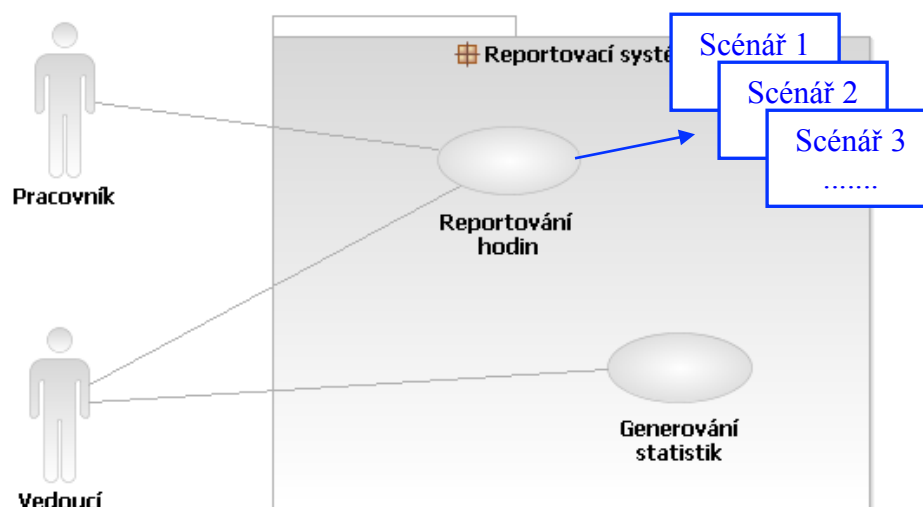 Reportovací systé
Scénář 1
Scénář 2
Scénář 3
.......
Pracovník
Reportování
hodin
Generování
statistik
Vedoucí